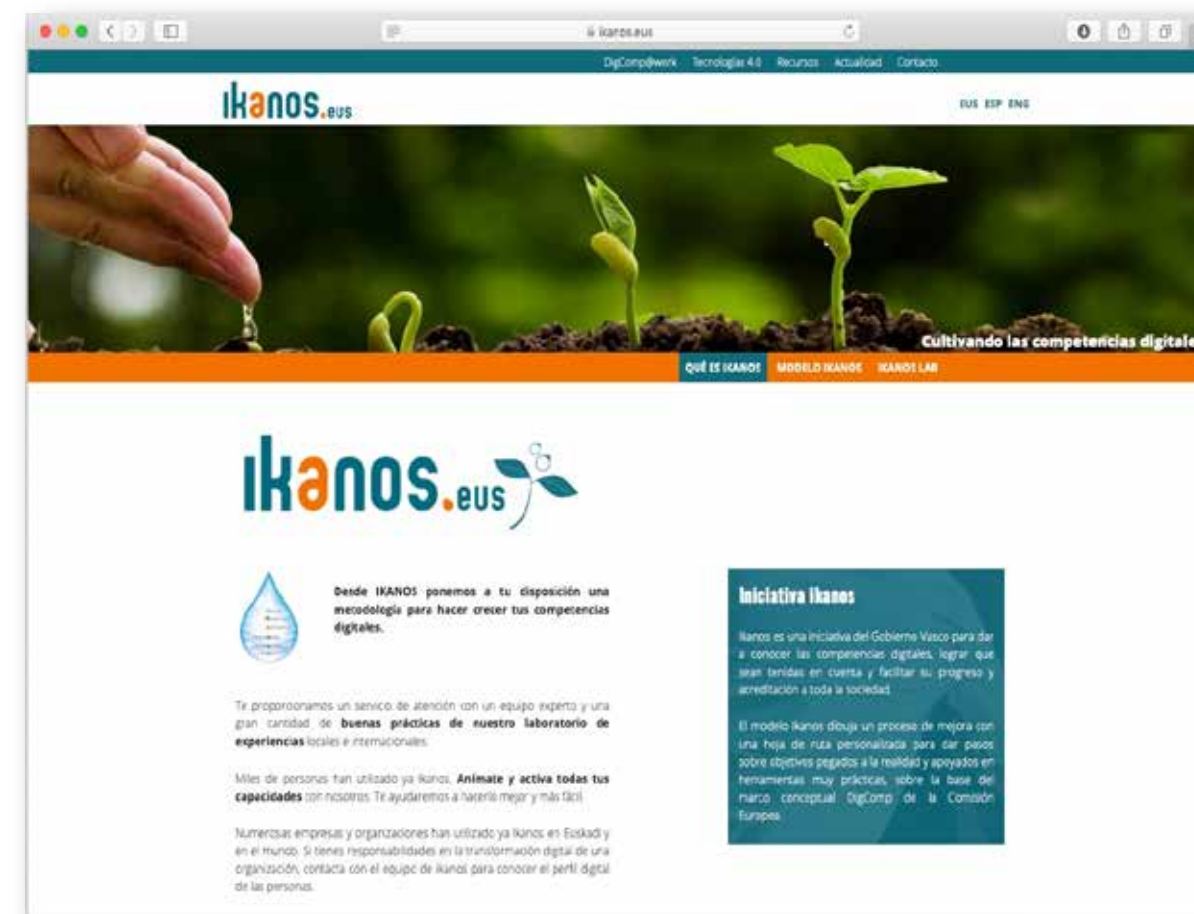 ikanos.eus
DigComp@work Tecnologías 4.0 Recursos Actualidad Contacto
ikanos.eus
EUS ESP ENG
Cultivando las competencias digitale
QUÉ ES IKANOS MODELO IKANOS IKANOS LAB
ikanos.eus
Desde IKANOS ponemos a tu disposición una
metodología para hacer crecer tus competencias
digitales.
Te proporcionamos un servicio de atención con un equipo experto y una
gran cantidad de buenas prácticas de nuestro laboratorio de
experiencias locales e internacionales.
Miles de personas han utilizado ya Ikanos. Anímate y activa todas tus
capacidades con nosotros. Te ayudaremos a hacerlo mejor y más fácil.
Numerosas empresas y organizaciones han utilizado ya Ikanos en Euskadi y
en el mundo. Si tienes responsabilidades en la transformación digital de una
organización, contacta con el equipo de Ikanos para conocer el perfil digital
de las personas.
Iniciativa Ikanos
Ikanos es una iniciativa del Gobierno Vasco para dar
a conocer las competencias digitales, lograr que
sean tenidas en cuenta y facilitar su progreso y
acreditación a toda la sociedad.
El modelo Ikanos dibuja un proceso de mejora con
una hoja de ruta personalizada para dar pasos
sobre objetivos pegados a la realidad y apoyados en
herramientas muy prácticas, sobre la base del
marco conceptual DigComp de la Comisión
Europea.